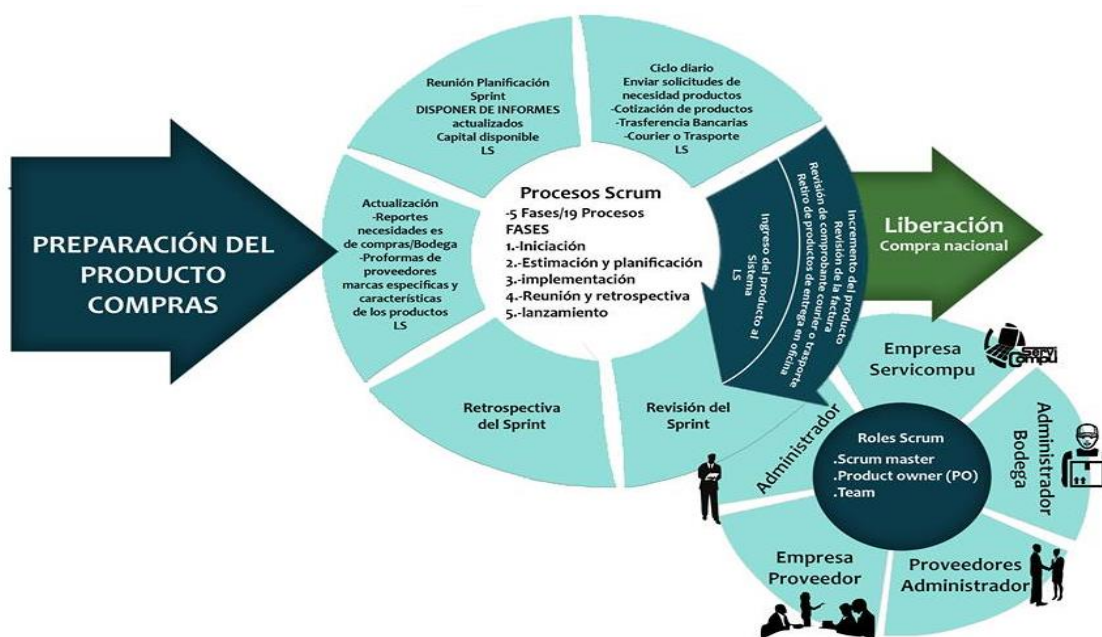 PREPARACIÓN DEL
PRODUCTO
COMPRAS
Reunión Planificación
Sprint
DISPONER DE INFORMES
actualizados
Capital disponible
LS
Ciclo diario
Enviar solicitudes de
necesidad productos
-Cotización de productos
-Trasferencia Bancarias
-Courier o Trasporte
LS
Actualización
-Reportes
necesidades es
de compras/Bodega
-Proformas de
proveedores
marcas especificas y
características
de los productos
LS
Procesos Scrum
-5 Fases/19 Procesos
FASES
1.-Iniciación
2.-Estimación y planificación
3.-implementación
4.-Reunión y retrospectiva
5.-lanzamiento
Incremento del producto
Revisión de la factura
Revisión de comprobante courier o trasporte
Retiro de productos de entrega en oficina
Ingreso del producto al
Sistema
LS
Liberación
Compra nacional
Retrospectiva
del Sprint
Revisión del
Sprint
Empresa
Servicompu
Servi
Compu
Administrador
Administrador
Bodega
Roles Scrum
.Scrum master
.Product owner (PO)
.Team
Empresa
Proveedor
Proveedores
Administrador